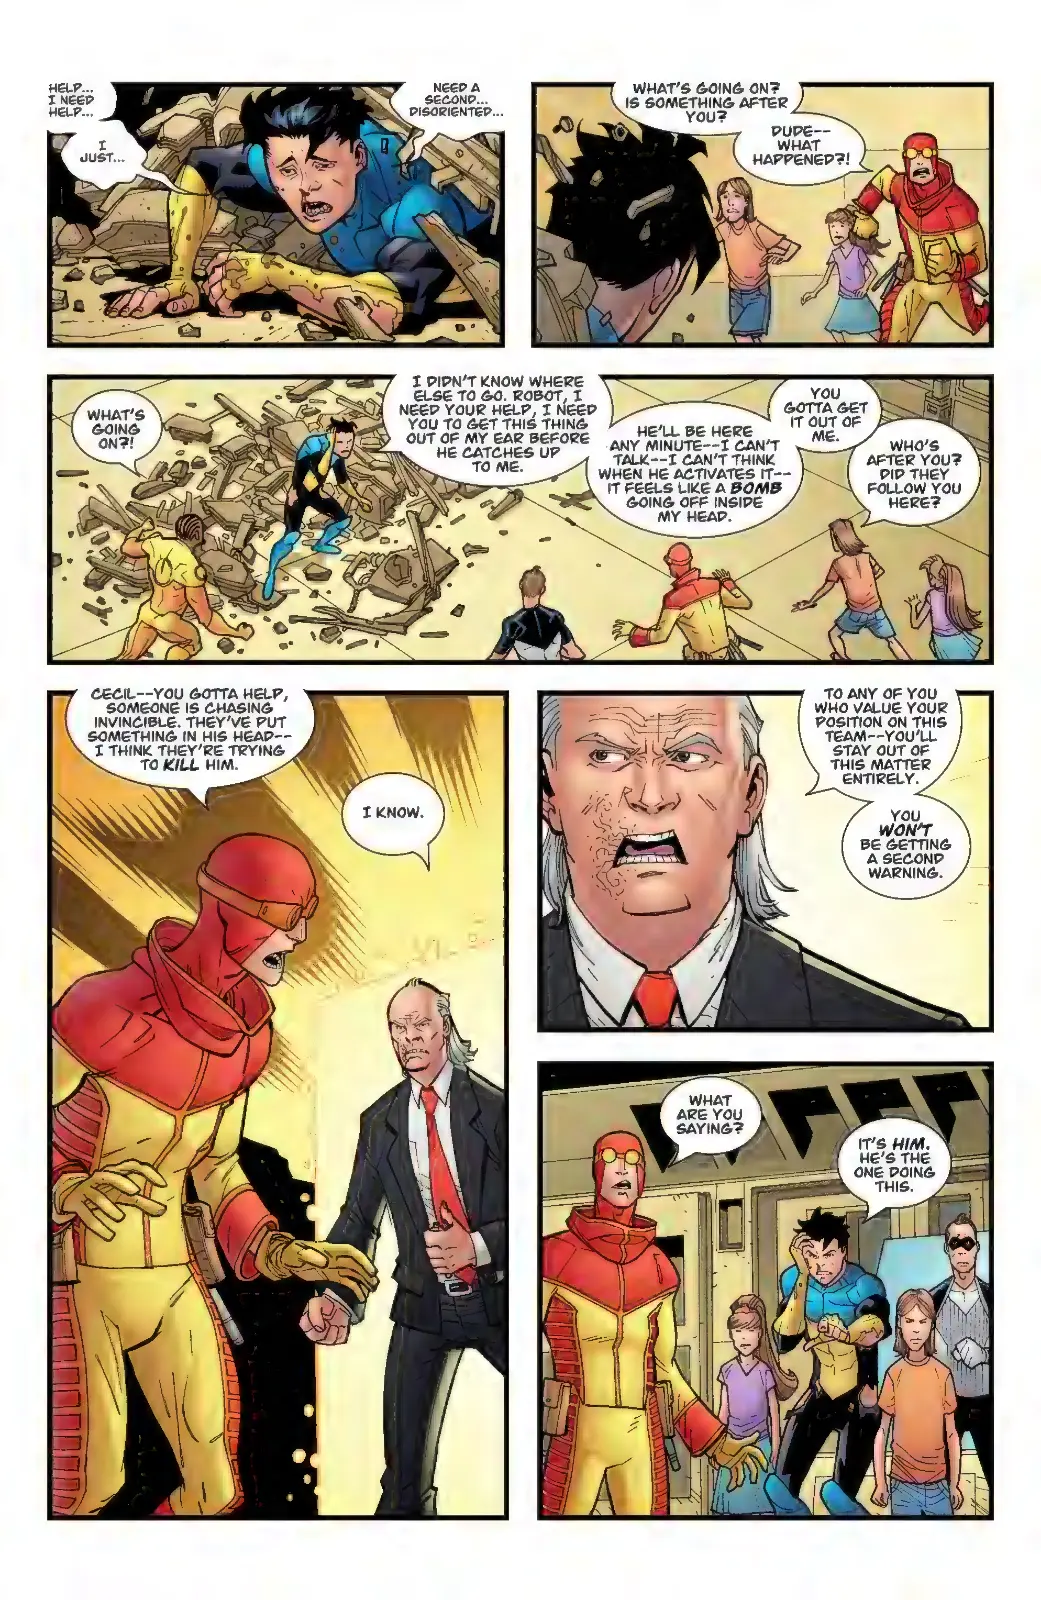 HELP...
I NEED
HELP...
I
JUST...
NEED A
SECOND...
DISORIENTED...
WHAT'S GOING ON?
IS SOMETHING AFTER
YOU?
DUDE--
WHAT
HAPPENED?!
WHAT'S
GOING
ON?!
I DIDN'T KNOW WHERE
ELSE TO GO. ROBOT, I
NEED YOUR HELP, I NEED
YOU TO GET THIS THING
OUT OF MY EAR BEFORE
HE CATCHES UP
TO ME.
HE'LL BE HERE
ANY MINUTE--I CAN'T
TALK--I CAN'T THINK
WHEN HE ACTIVATES IT--
IT FEELS LIKE A BOMB
GOING OFF INSIDE
MY HEAD.
YOU
GOTTA GET
IT OUT OF
ME.
WHO'S
AFTER YOU?
DID THEY
FOLLOW YOU
HERE?
CECIL--YOU GOTTA HELP,
SOMEONE IS CHASING
INVINCIBLE. THEY'VE PUT
SOMETHING IN HIS HEAD--
I THINK THEY'RE TRYING
TO KILL HIM.
I KNOW.
TO ANY OF YOU
WHO VALUE YOUR
POSITION ON THIS
TEAM--YOU'LL
STAY OUT OF
THIS MATTER
ENTIRELY.
YOU
WON'T
BE GETTING
A SECOND
WARNING.
WHAT
ARE YOU
SAYING?
IT'S HIM.
HE'S THE
ONE DOING
THIS.